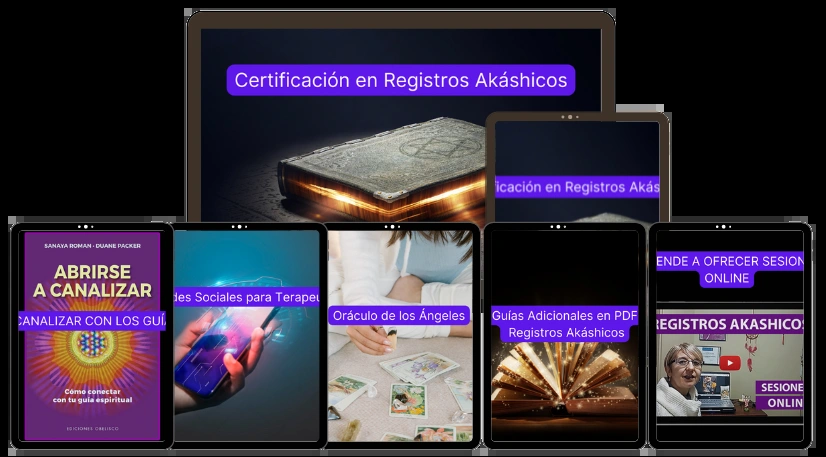 Certificación en Registros Akáshicos
ificación en Registros Akás
SANAYA ROMAN · DUANE PACKER
ABRIRSE
A CANALIZAR
CANALIZAR CON LOS GUÍA
Cómo conectar
con tu guía espiritual
EDICIONES OBELISCO
des Sociales para Terapeu
Oráculo de los Ángeles
Guías Adicionales en PDF
Registros Akáshicos
ENDE A OFRECER SESION
ONLINE
REGISTROS AKASHICOS
SESIONE
ONLIN